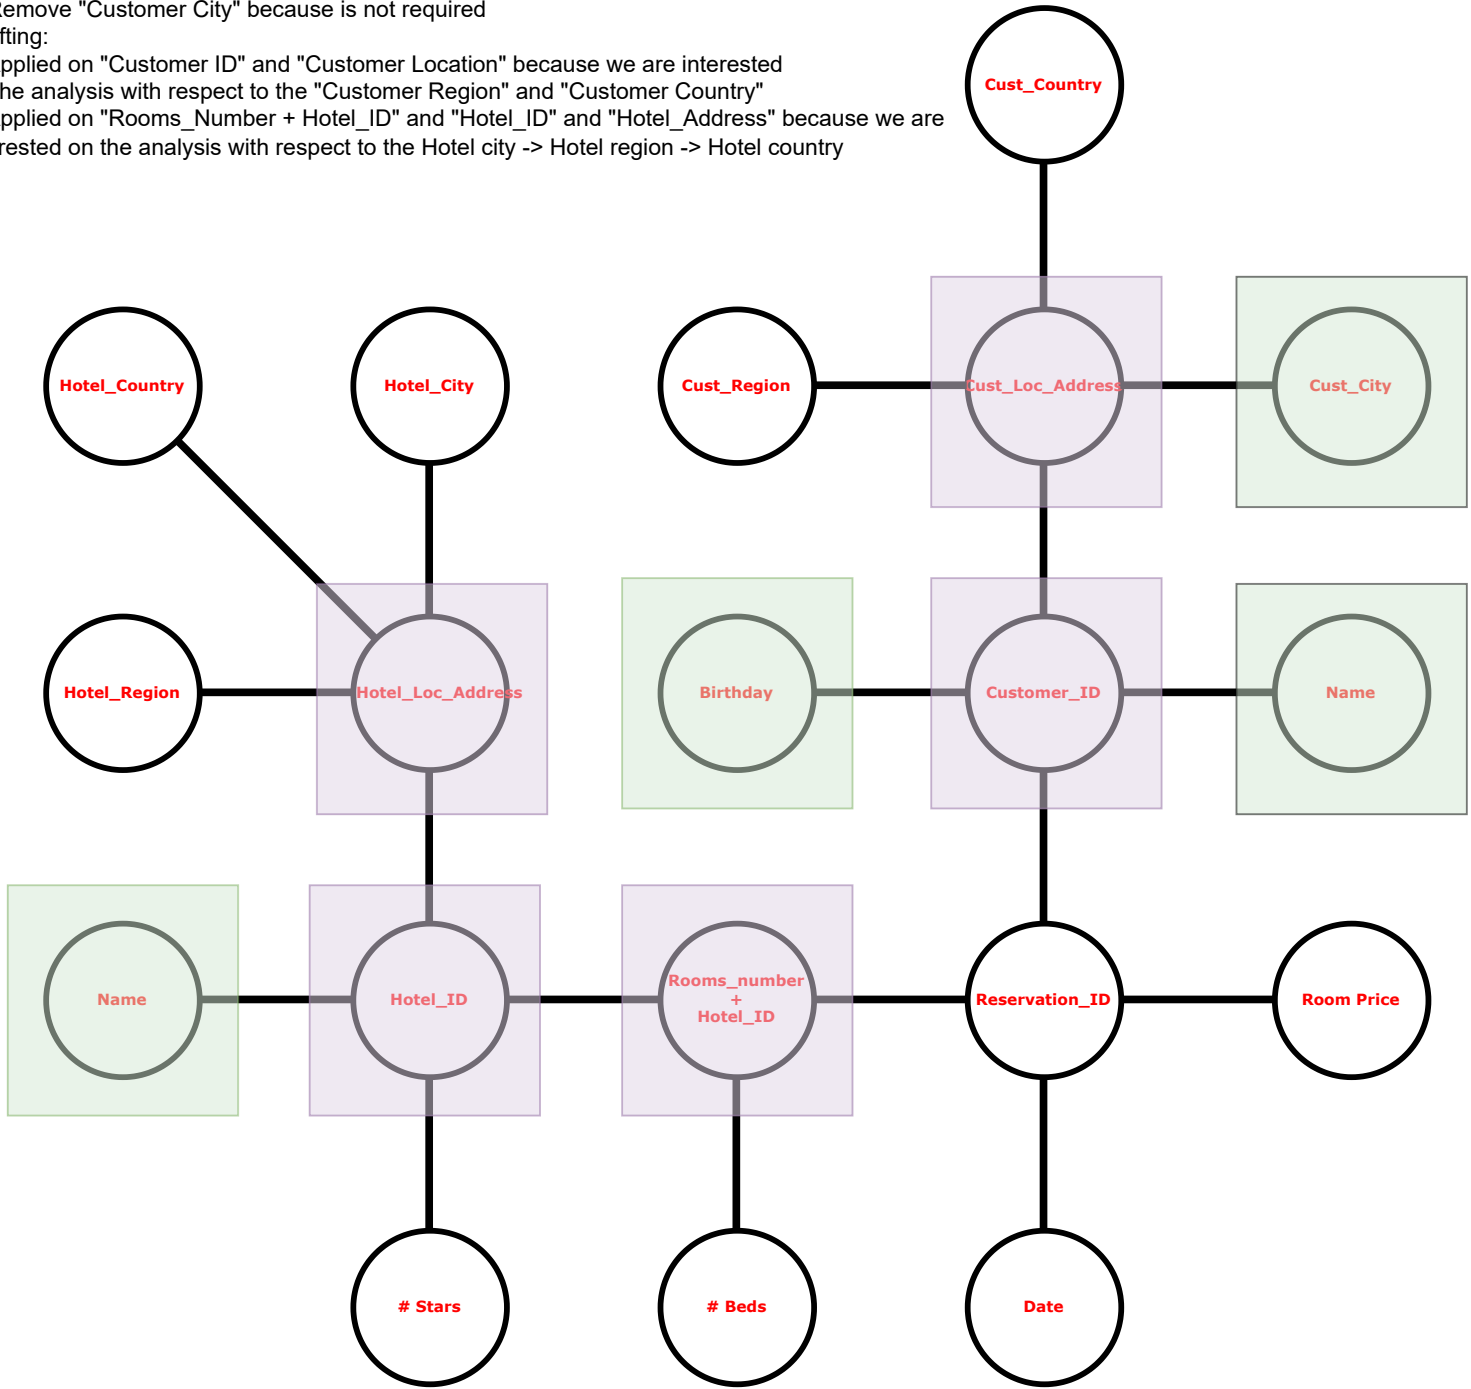 Remove "Customer City" because is not required
fting:
pplied on "Customer ID" and "Customer Location" because we are interested
he analysis with respect to the "Customer Region" and "Customer Country"
pplied on "Rooms_Number + Hotel_ID" and "Hotel_ID" and "Hotel_Address" because we are
rested on the analysis with respect to the Hotel city -> Hotel region -> Hotel country
Cust_Country
Hotel_Country
Hotel_City
Cust_Region
Cust_Loc_Address
Cust_City
Hotel_Region
Hotel_Loc_Address
Birthday
Customer_ID
Name
Name
Hotel_ID
Rooms_number
+
Hotel_ID
Reservation_ID
Room Price
# Stars
# Beds
Date